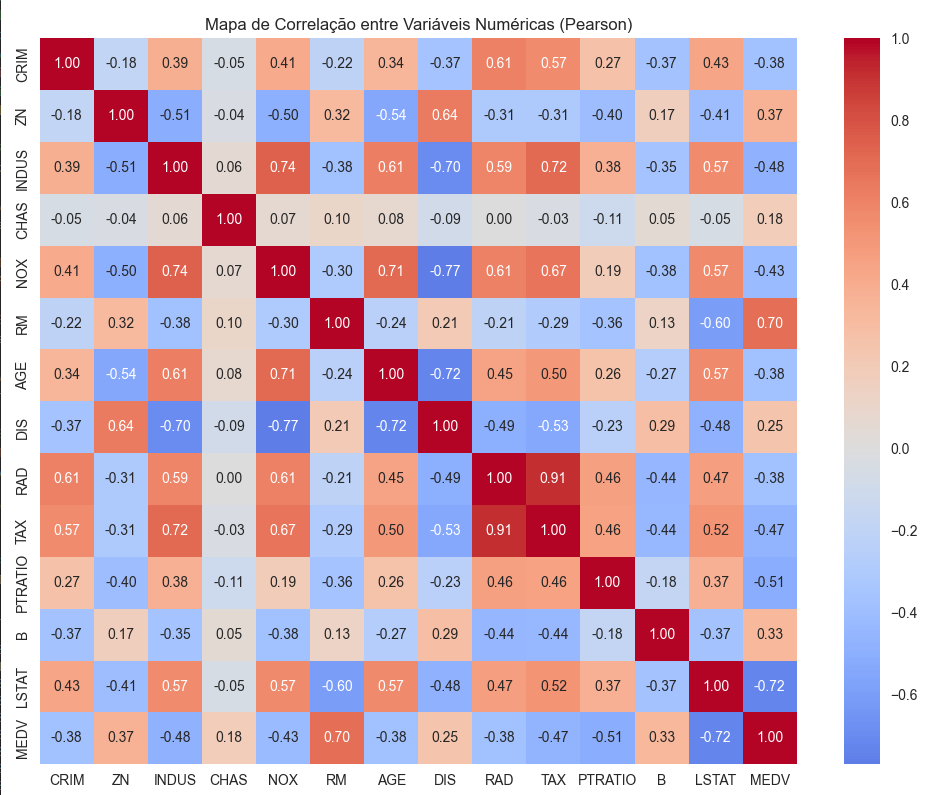 Mapa de Correlação entre Variáveis Numéricas (Pearson)
CRIM 1.00 -0.18 0.39 -0.05 0.41 -0.22 0.34 -0.37 0.61 0.57 0.27 -0.37 0.43 -0.38
ZN -0.18 1.00 -0.51 -0.04 -0.50 0.32 -0.54 0.64 -0.31 -0.31 -0.40 0.17 -0.41 0.37
INDUS 0.39 -0.51 1.00 0.06 0.74 -0.38 0.61 -0.70 0.59 0.72 0.38 -0.35 0.57 -0.48
CHAS -0.05 -0.04 0.06 1.00 0.07 0.10 0.08 -0.09 0.00 -0.03 -0.11 0.05 -0.05 0.18
NOX 0.41 -0.50 0.74 0.07 1.00 -0.30 0.71 -0.77 0.61 0.67 0.19 -0.38 0.57 -0.43
RM -0.22 0.32 -0.38 0.10 -0.30 1.00 -0.24 0.21 -0.21 -0.29 -0.36 0.13 -0.60 0.70
AGE 0.34 -0.54 0.61 0.08 0.71 -0.24 1.00 -0.72 0.45 0.50 0.26 -0.27 0.57 -0.38
DIS -0.37 0.64 -0.70 -0.09 -0.77 0.21 -0.72 1.00 -0.49 -0.53 -0.23 0.29 -0.48 0.25
RAD 0.61 -0.31 0.59 0.00 0.61 -0.21 0.45 -0.49 1.00 0.91 0.46 -0.44 0.47 -0.38
TAX 0.57 -0.31 0.72 -0.03 0.67 -0.29 0.50 -0.53 0.91 1.00 0.46 -0.44 0.52 -0.47
PTRATIO 0.27 -0.40 0.38 -0.11 0.19 -0.36 0.26 -0.23 0.46 0.46 1.00 -0.18 0.37 -0.51
B -0.37 0.17 -0.35 0.05 -0.38 0.13 -0.27 0.29 -0.44 -0.44 -0.18 1.00 -0.37 0.33
LSTAT 0.43 -0.41 0.57 -0.05 0.57 -0.60 0.57 -0.48 0.47 0.52 0.37 -0.37 1.00 -0.72
MEDV -0.38 0.37 -0.48 0.18 -0.43 0.70 -0.38 0.25 -0.38 -0.47 -0.51 0.33 -0.72 1.00
CRIM ZN INDUS CHAS NOX RM AGE DIS RAD TAX PTRATIO B LSTAT MEDV
1.0
0.8
0.6
0.4
0.2
0.0
−0.2
−0.4
−0.6